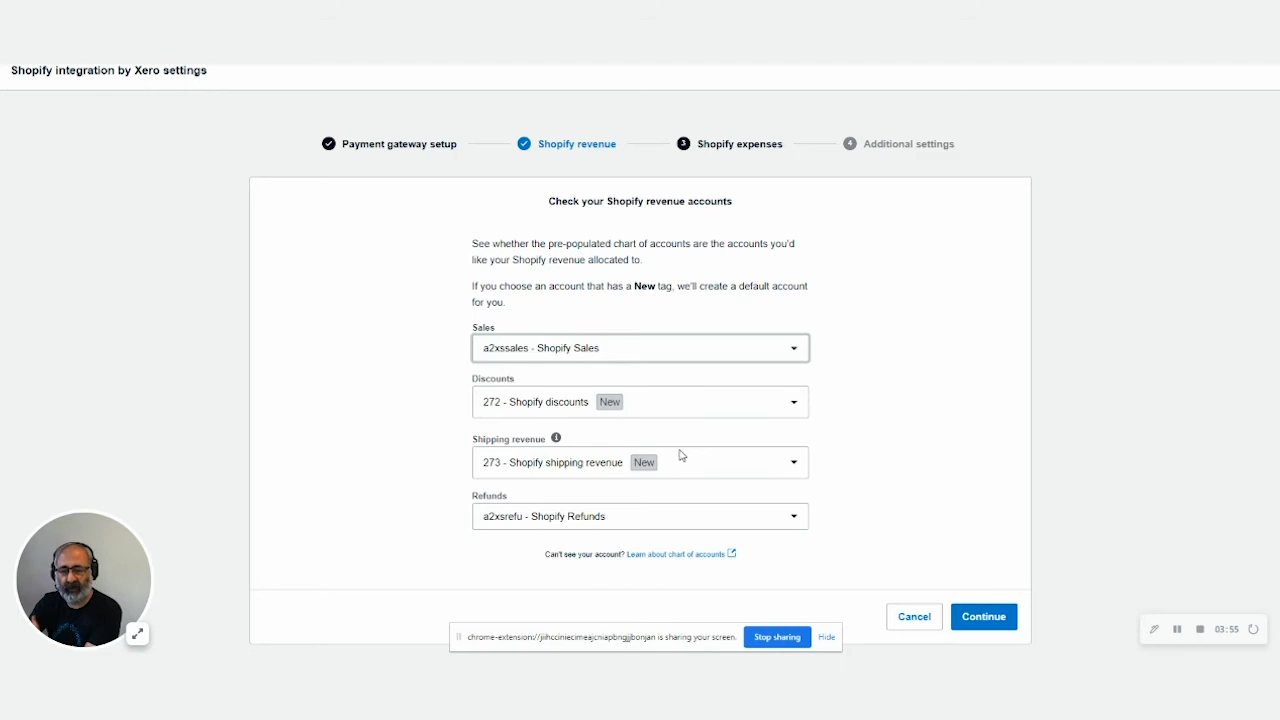 Shopify integration by Xero settings
Payment gateway setup
Shopify revenue
3 Shopify expenses
4 Additional settings
Check your Shopify revenue accounts
See whether the pre-populated chart of accounts are the accounts you'd
like your Shopify revenue allocated to.
If you choose an account that has a New tag, we'll create a default account
for you.
Sales
a2xssales - Shopify Sales
Discounts
272 - Shopify discounts New
Shipping revenue
273 - Shopify shipping revenue New
Refunds
a2xsrefu - Shopify Refunds
Can't see your account? Learn about chart of accounts
Cancel
Continue
chrome-extension://jiihcciniecimeajcniapbngjjbonjan is sharing your screen.
Stop sharing
Hide
03:55